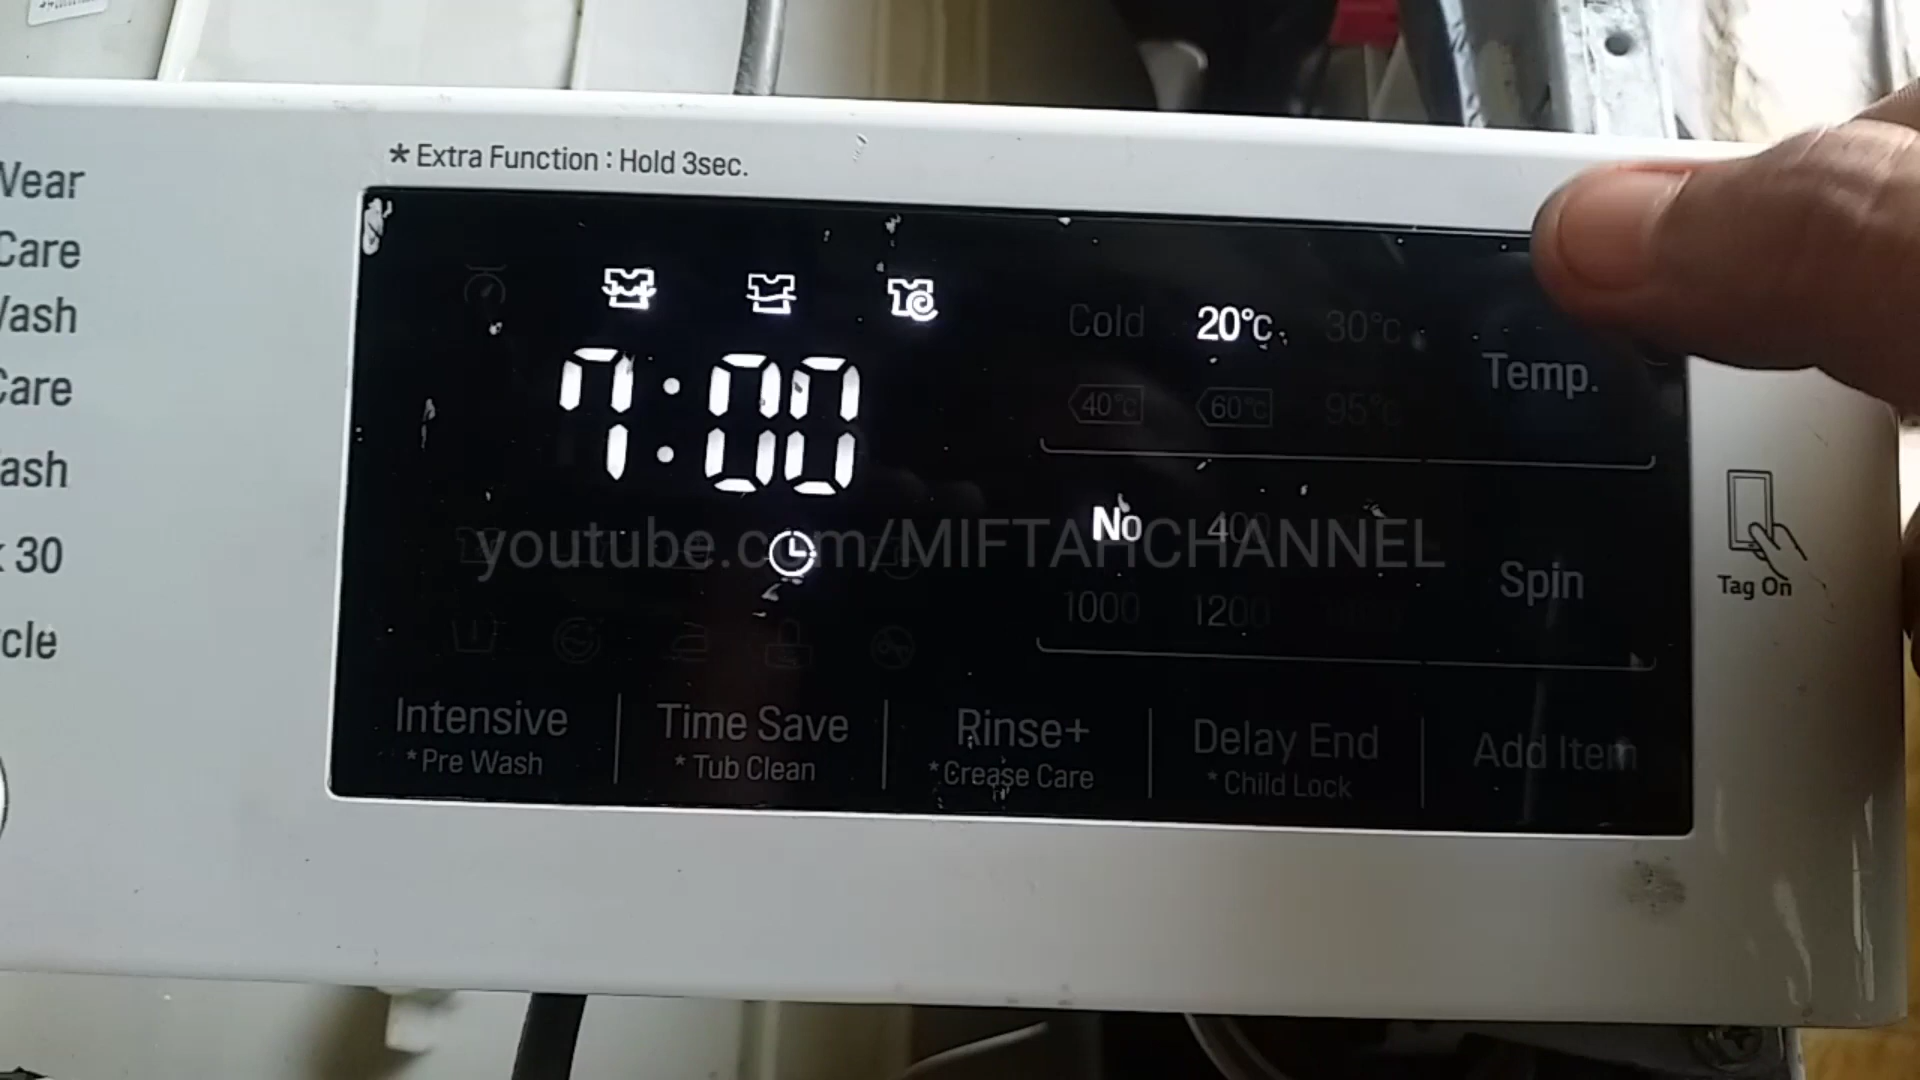 * Extra Function : Hold 3sec.
Wear
Care
Wash
Care
ash
30
cle
7:00
Cold 20°C 30°C
40°C 60°C 95°C
Temp.
No 400
1000 1200
Spin
youtube.com/MIFTAHCHANNEL
Tag On
Intensive
*Pre Wash
Time Save
* Tub Clean
Rinse+
*Crease Care
Delay End
* Child Lock
Add Item